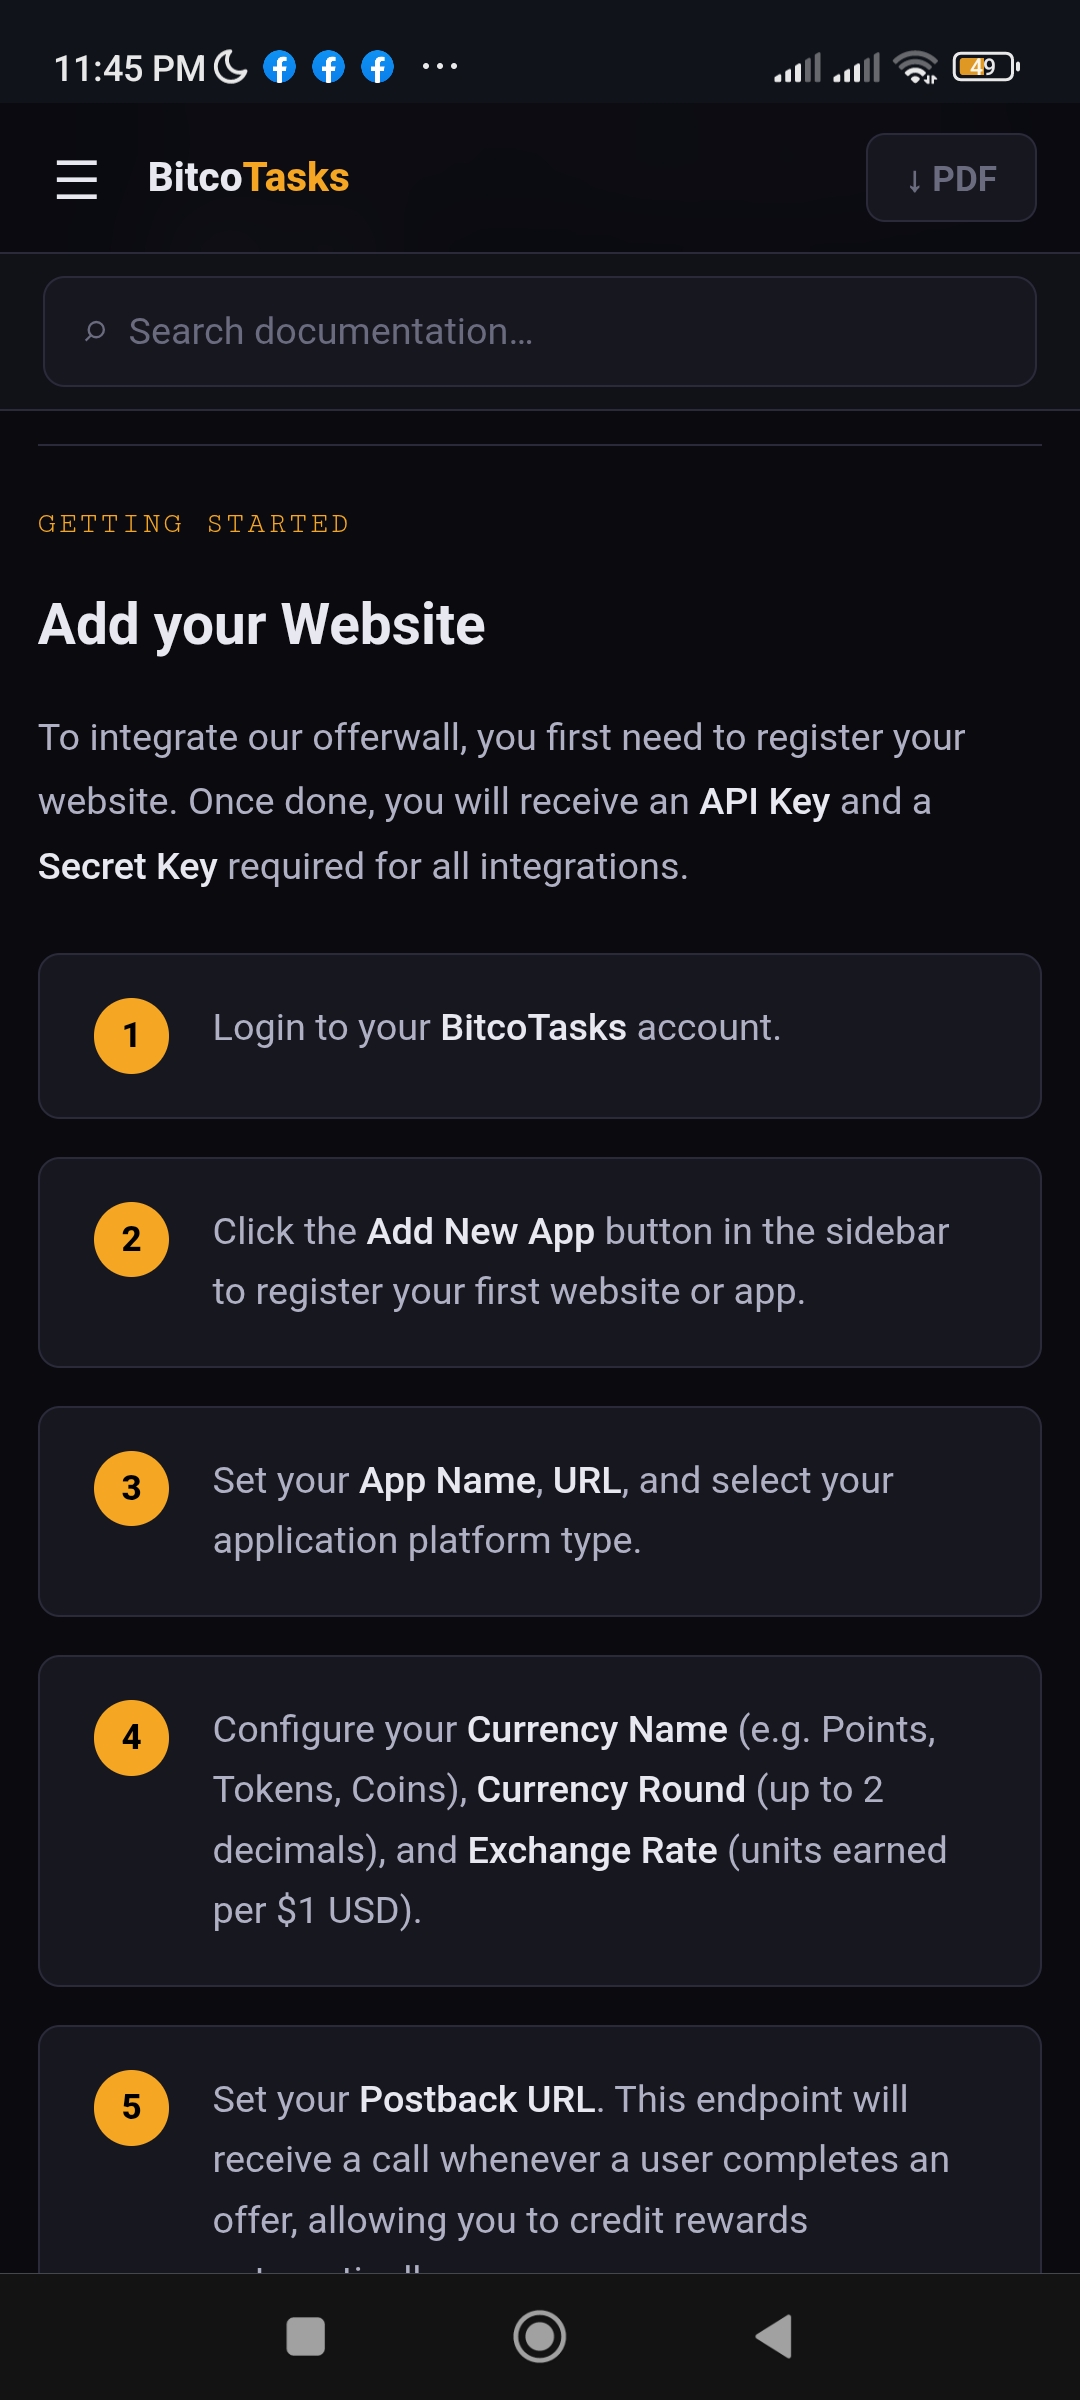 11:45 PM
49
BitcoTasks
↓ PDF
Search documentation...
GETTING STARTED
Add your Website
To integrate our offerwall, you first need to register your
website. Once done, you will receive an API Key and a
Secret Key required for all integrations.
1
Login to your BitcoTasks account.
2
Click the Add New App button in the sidebar
to register your first website or app.
3
Set your App Name, URL, and select your
application platform type.
4
Configure your Currency Name (e.g. Points,
Tokens, Coins), Currency Round (up to 2
decimals), and Exchange Rate (units earned
per $1 USD).
5
Set your Postback URL. This endpoint will
receive a call whenever a user completes an
offer, allowing you to credit rewards